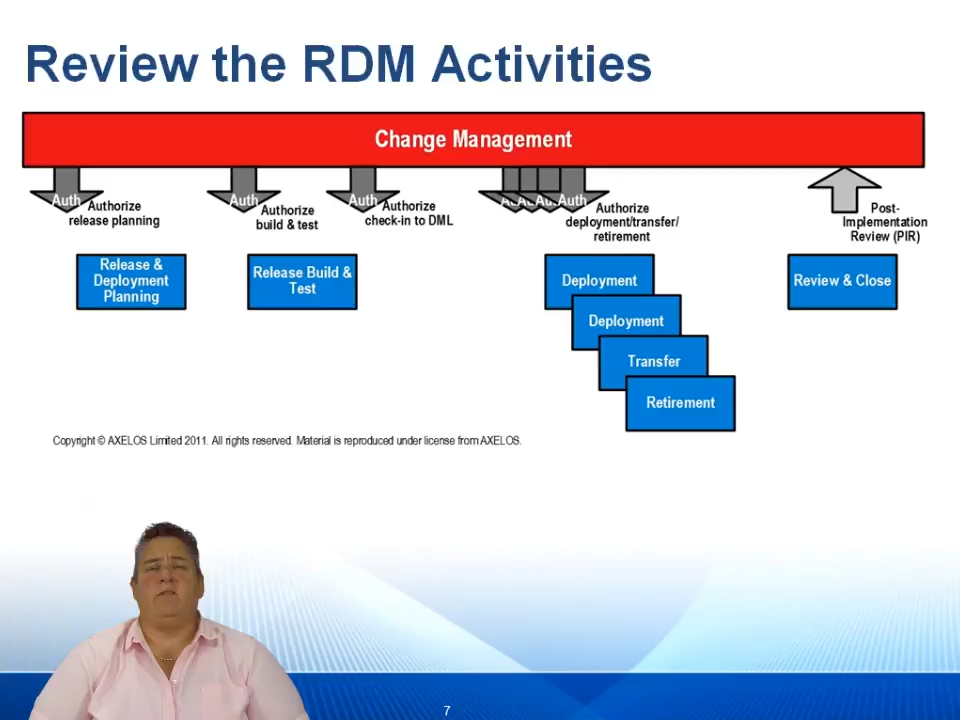 Review the RDM Activities
Change Management
Auth
Authorize
release planning
Auth
Authorize
build & test
Auth
Authorize
check-in to DML
Auth
Authorize
deployment/transfer/
retirement
Post-
Implementation
Review (PIR)
Release &
Deployment
Planning
Release Build &
Test
Deployment
Deployment
Transfer
Retirement
Review & Close
Copyright © AXELOS Limited 2011. All rights reserved. Material is reproduced under license from AXELOS.
7